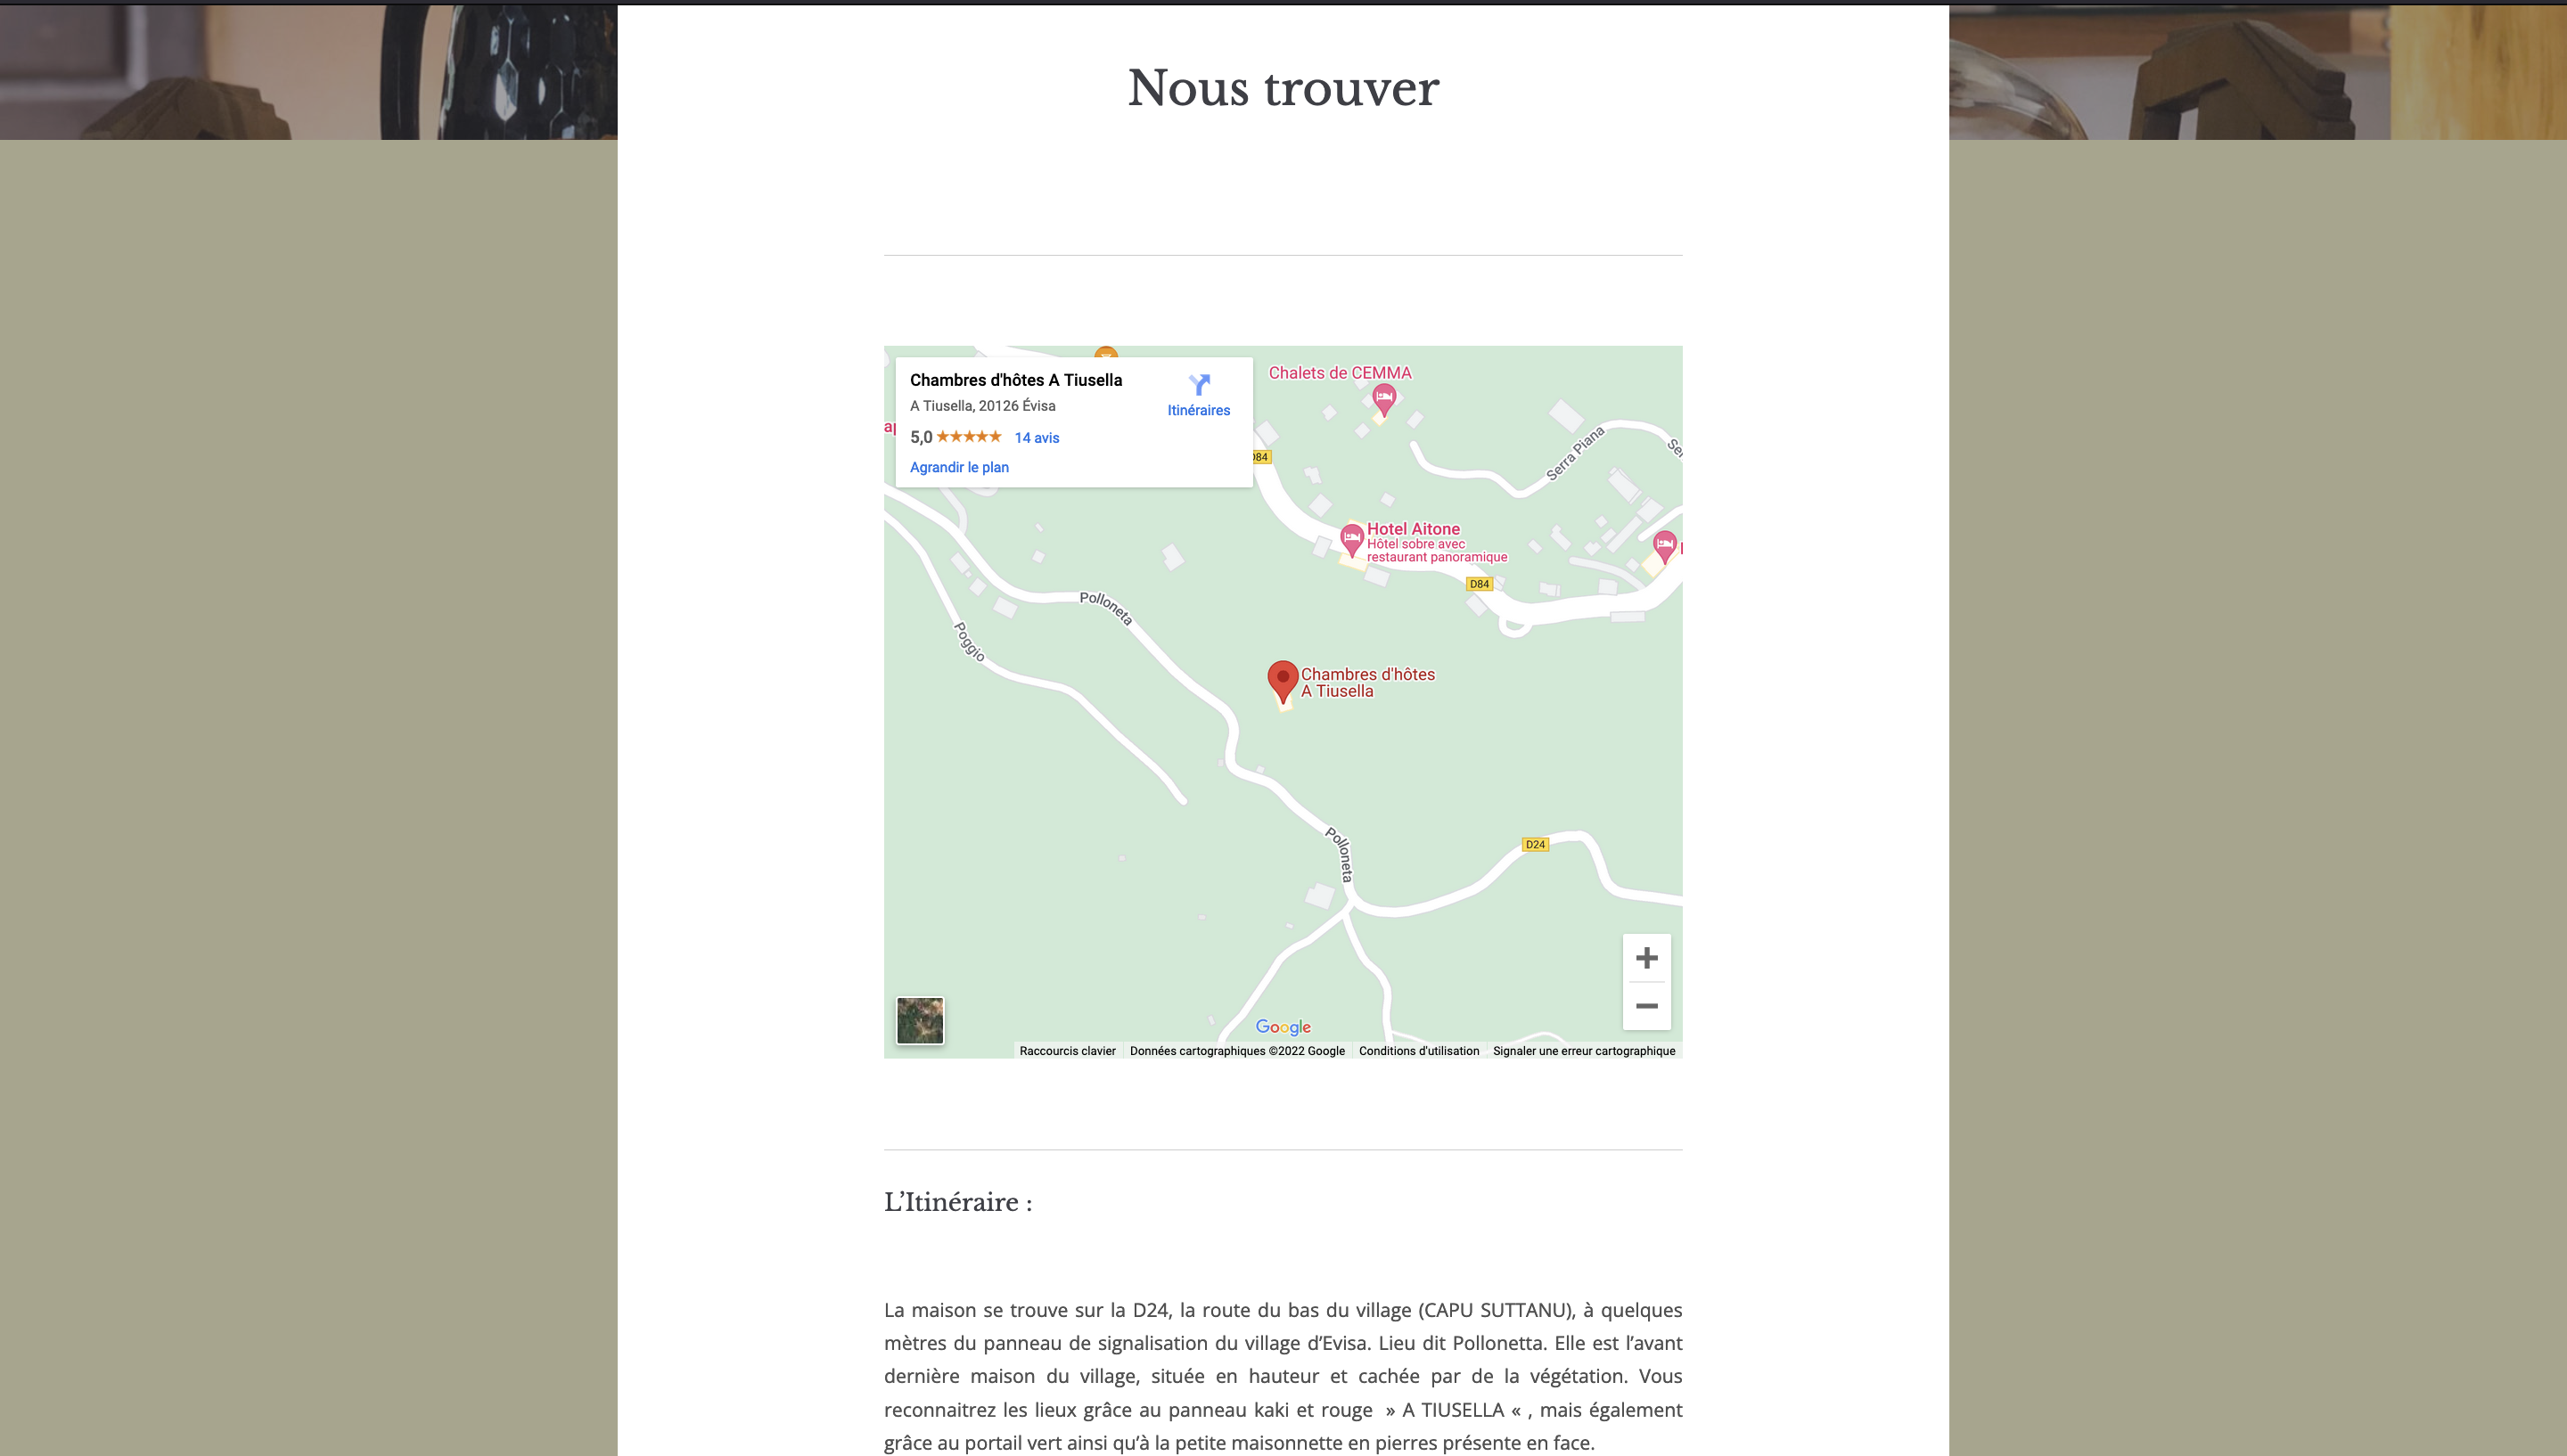 Nous trouver
Chambres d'hôtes A Tiusella
A Tiusella, 20126 Évisa
5,0 ★★★★★ 14 avis
Agrandir le plan
Itinéraires
Chalets de CEMMA
D84
Serra Piana
Hotel Aitone
Hôtel sobre avec
restaurant panoramique
D84
Polloneta
Poggio
Chambres d'hôtes
A Tiusella
Polloneta
D24
Google
Raccourcis clavier
Données cartographiques ©2022 Google
Conditions d'utilisation
Signaler une erreur cartographique
L’Itinéraire :
La maison se trouve sur la D24, la route du bas du village (CAPU SUTTANU), à quelques
mètres du panneau de signalisation du village d’Evisa. Lieu dit Pollonetta. Elle est l’avant
dernière maison du village, située en hauteur et cachée par de la végétation. Vous
reconnaitrez les lieux grâce au panneau kaki et rouge » A TIUSELLA « , mais également
grâce au portail vert ainsi qu’à la petite maisonnette en pierres présente en face.